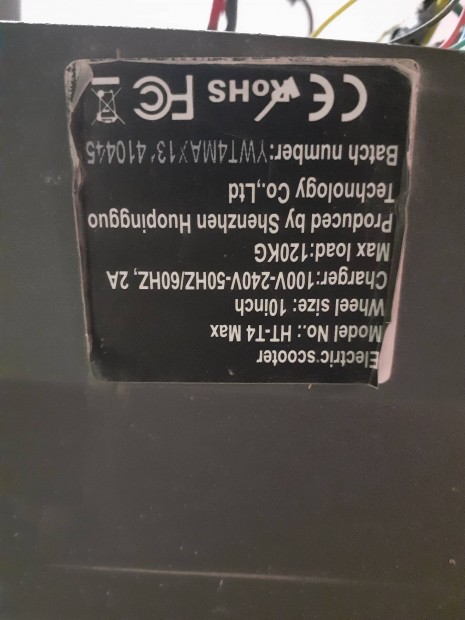 Electric scooter
Model No.: HT-T4 Max
Wheel size: 10inch
Charger:100V-240V-50HZ/60HZ, 2A
Max load:120KG
Produced by Shenzhen Huopingguo
Technology Co.,Ltd
Batch number:YWT4MAX13'410445
CE RoHS FC